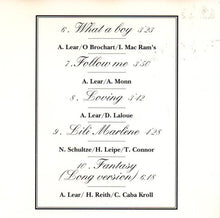 6. What a boy 3'23
A. Lear/O Brochart/I. Mac Ram's
7. Follow me 3'50
A. Lear/A. Monn
8. Loving 3'12
A. Lear/D. Laloue
9. Lili Marlene 4'28
N. Schultze/H. Leipe/T. Connor
10. Fantasy
(Long version) 6'18
A. Lear/ H. Reith/C. Caba Kroll